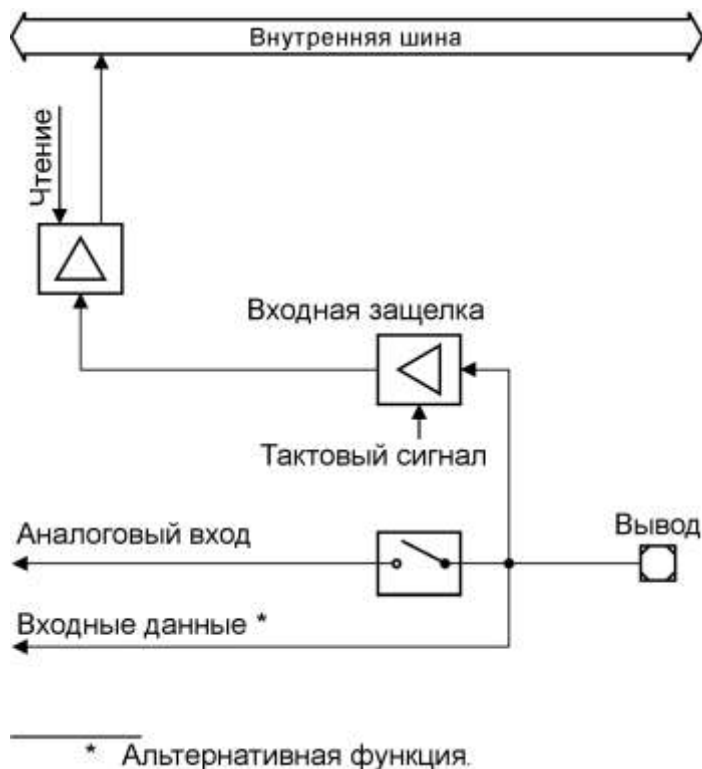 Внутренняя шина
Чтение
Входная защелка
Тактовый сигнал
Аналоговый вход
Вывод
Входные данные *
* Альтернативная функция.